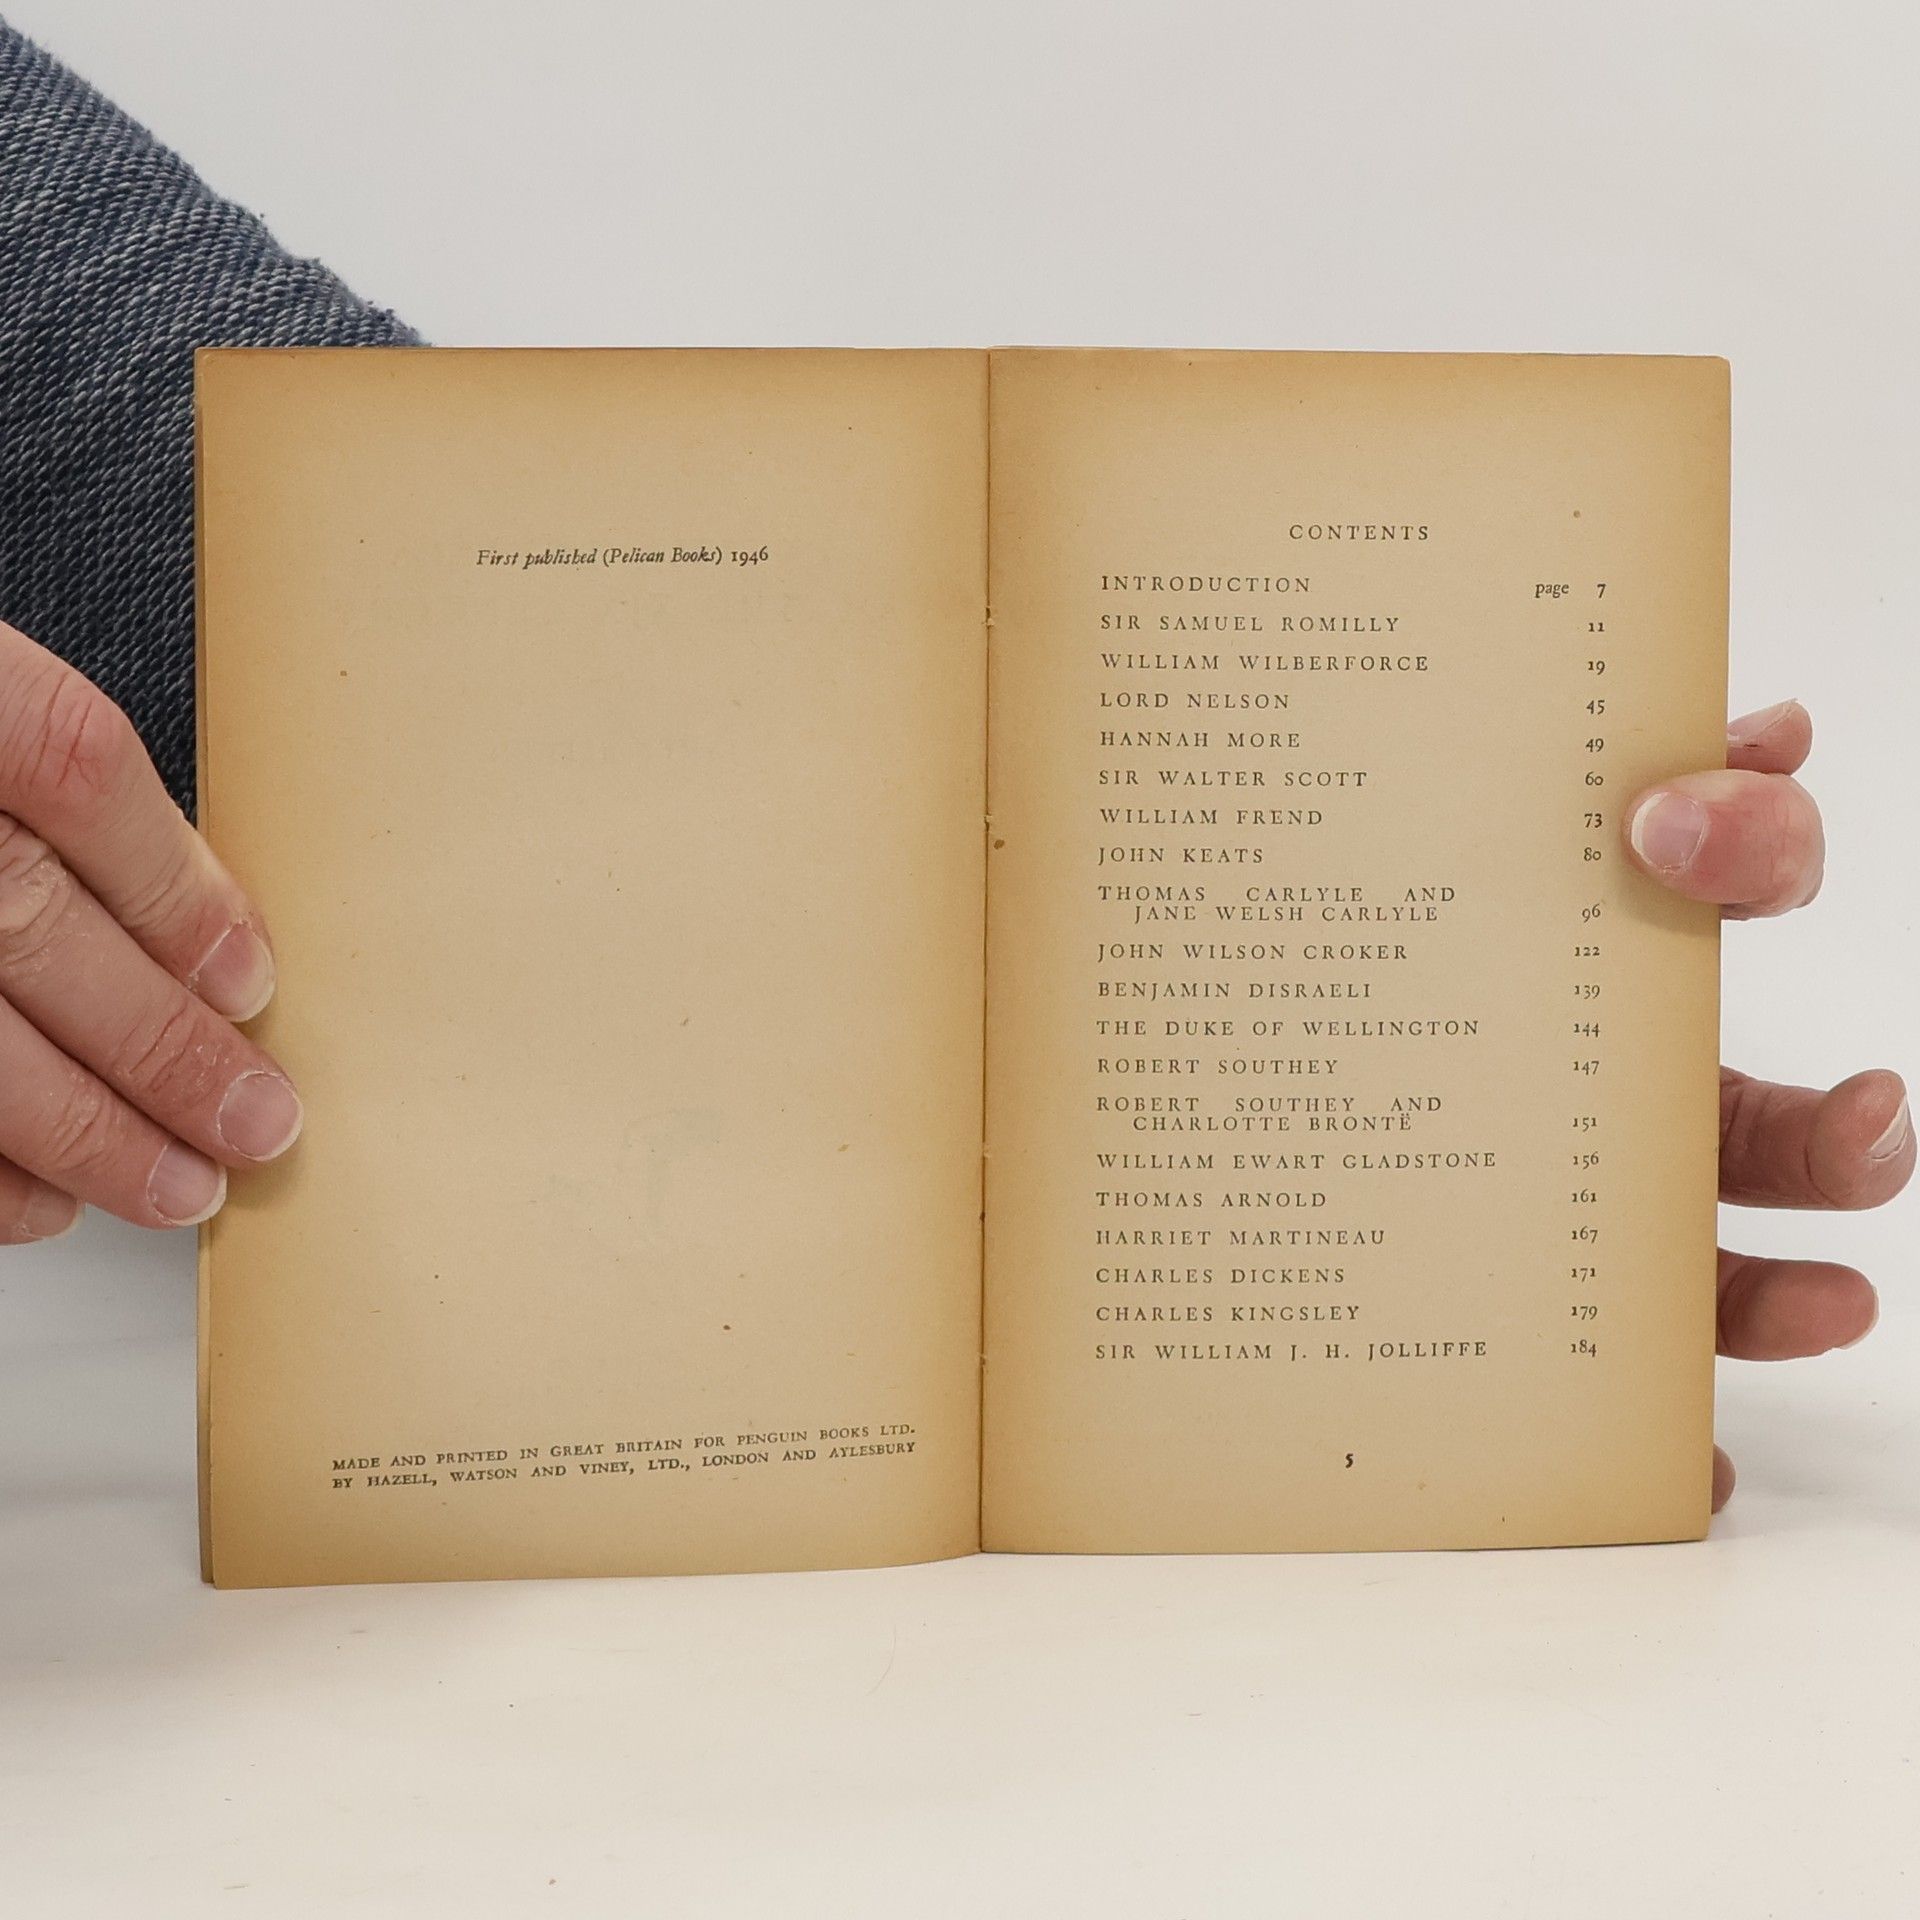 First published (Pelican Books) 1946
MADE AND PRINTED IN GREAT BRITAIN FOR PENGUIN BOOKS LTD.
BY HAZELL, WATSON AND VINEY, LTD., LONDON AND AYLESBURY
CONTENTS
INTRODUCTION page 7
SIR SAMUEL ROMILLY 11
WILLIAM WILBERFORCE 19
LORD NELSON 45
HANNAH MORE 49
SIR WALTER SCOTT 60
WILLIAM FREND 73
JOHN KEATS 80
THOMAS CARLYLE AND
JANE WELSH CARLYLE 96
JOHN WILSON CROKER 122
BENJAMIN DISRAELI 139
THE DUKE OF WELLINGTON 144
ROBERT SOUTHEY 147
ROBERT SOUTHEY AND
CHARLOTTE BRONTË 151
WILLIAM EWART GLADSTONE 156
THOMAS ARNOLD 161
HARRIET MARTINEAU 167
CHARLES DICKENS 171
CHARLES KINGSLEY 179
SIR WILLIAM J. H. JOLLIFFE 184
5